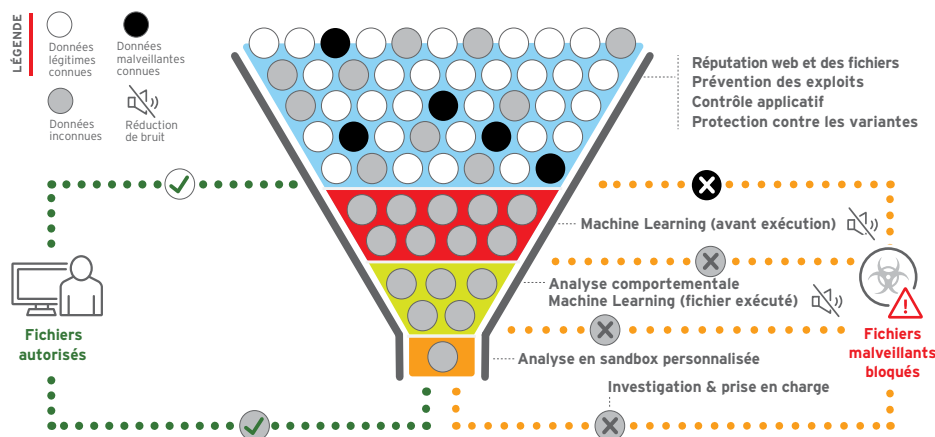 LÉGENDE
Données
légitimes
connues
Données
malveillantes
connues
Données
inconnues
Réduction
de bruit
Réputation web et des fichiers
Prévention des exploits
Contrôle applicatif
Protection contre les variantes
Machine Learning (avant exécution)
Analyse comportementale
Machine Learning (fichier exécuté)
Fichiers
autorisés
Fichiers
malveillants
bloqués
Analyse en sandbox personnalisée
Investigation & prise en charge